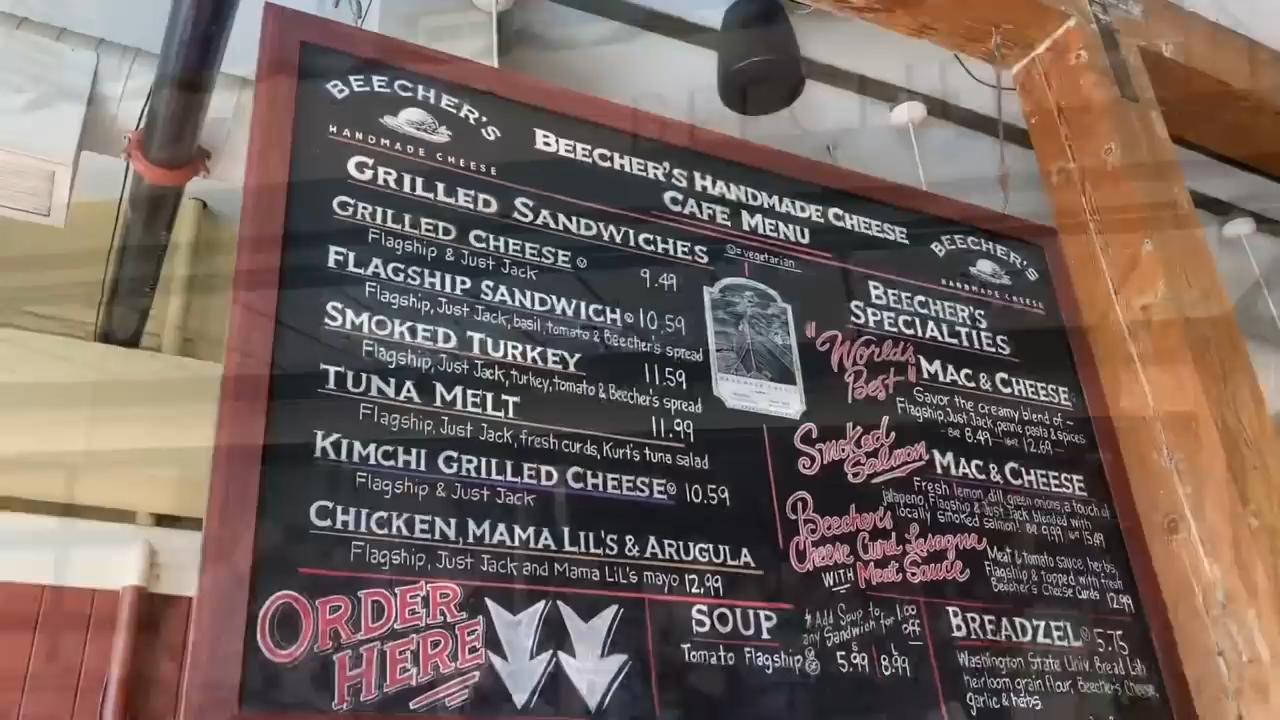 BEECHER'S
HANDMADE CHEESE
BEECHER'S HANDMADE CHEESE
CAFE MENU
BEECHER'S
HANDMADE CHEESE
GRILLED SANDWICHES
=vegetarian
GRILLED CHEESE
Flagship & Just Jack 9.49
FLAGSHIP SANDWICH 10.59
Flagship, Just Jack, basil, tomato & Beecher's spread
SMOKED TURKEY 11.59
Flagship, Just Jack, turkey, tomato & Beecher's spread
TUNA MELT 11.99
Flagship, Just Jack, fresh curds, Kurt's tuna salad
KIMCHI GRILLED CHEESE 10.59
Flagship & Just Jack
CHICKEN, MAMA LIL'S & ARUGULA
Flagship, Just Jack and Mama Lil's mayo 12.99
ORDER
HERE
BEECHER'S
SPECIALTIES
"World's
Best"
MAC & CHEESE
Savor the creamy blend of~
Flagship, Just Jack, penne pasta & spices
8oz 8.49 16oz 12.69
Smoked
Salmon
MAC & CHEESE
Fresh lemon, dill, green onions, a touch of
jalapeno, Flagship & Just Jack blended with
locally smoked salmon! 8oz 9.99
Beecher's
Cheese Curd Lasagna
WITH Meat Sauce
Meat & tomato sauce, herbs,
Flagship & topped with fresh
Beecher's Cheese Curds 12.99
SOUP
Tomato Flagship 5.99 8.99
Add Soup to
any Sandwich for 1.00
off
BREADZEL 5.75
Washington State Univ. Bread Lab
heirloom grain flour, Beecher's Cheese,
garlic & herbs